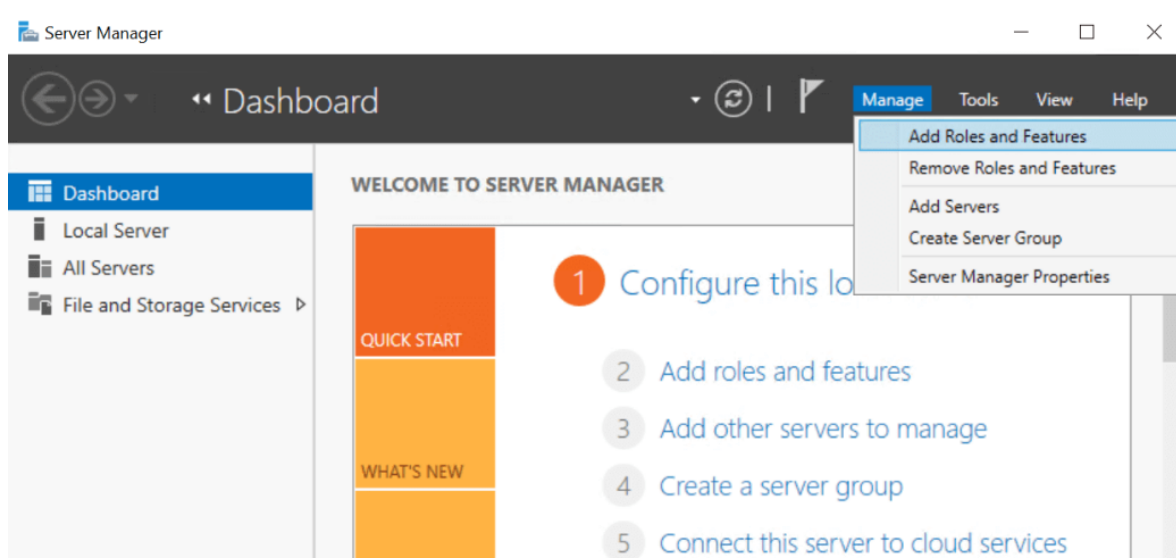 Server Manager
Dashboard
Manage Tools View Help
Add Roles and Features
Remove Roles and Features
Add Servers
Create Server Group
Server Manager Properties
Dashboard
Local Server
All Servers
File and Storage Services
WELCOME TO SERVER MANAGER
QUICK START
WHAT'S NEW
1 Configure this lo
2 Add roles and features
3 Add other servers to manage
4 Create a server group
5 Connect this server to cloud services